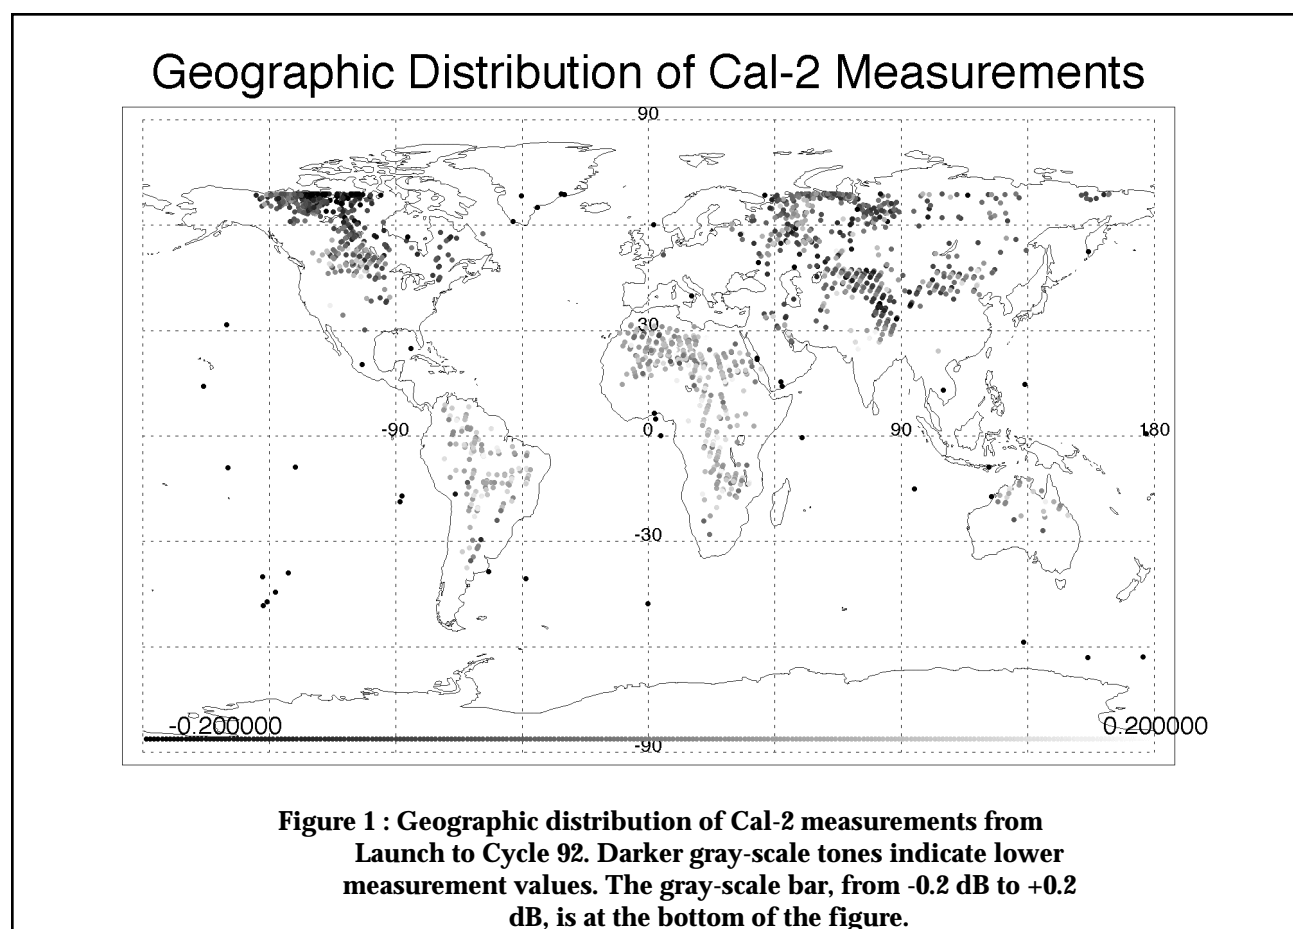 Geographic Distribution of Cal-2 Measurements
90
30
-90 0 90 180
-30
-0.200000 0.200000
-90
Figure 1 : Geographic distribution of Cal-2 measurements from
Launch to Cycle 92. Darker gray-scale tones indicate lower
measurement values. The gray-scale bar, from -0.2 dB to +0.2
dB, is at the bottom of the figure.